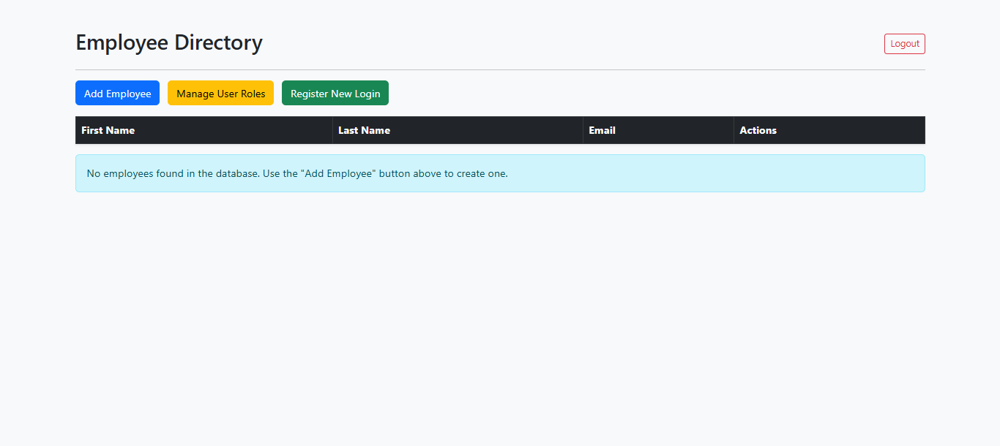 Employee Directory
Logout
Add Employee Manage User Roles Register New Login
First Name Last Name Email Actions
No employees found in the database. Use the "Add Employee" button above to create one.